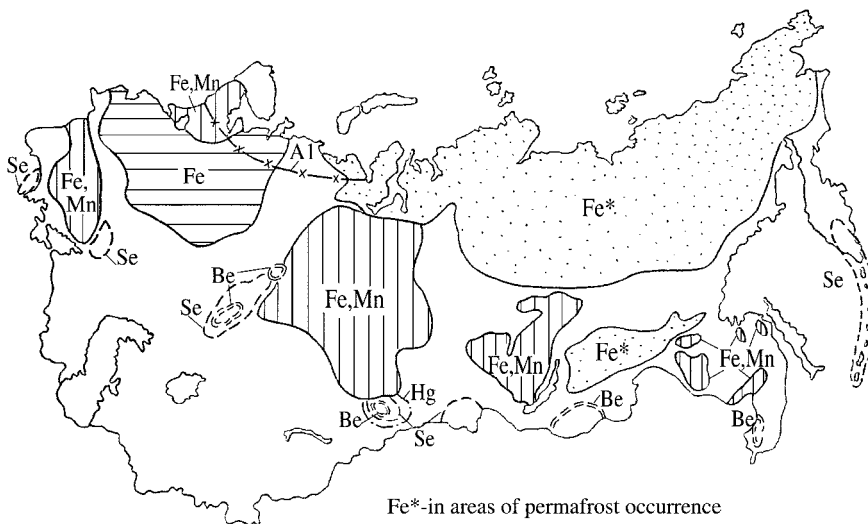 Fe,Mn
A1
Se
Fe,
Mn
Fe
Fe*
Se
Be
Se
Fe,Mn
Se
Fe,Mn
Fe*
Fe,Mn
Hg
Be
Se
Be
Be
Fe*-in areas of permafrost occurrence